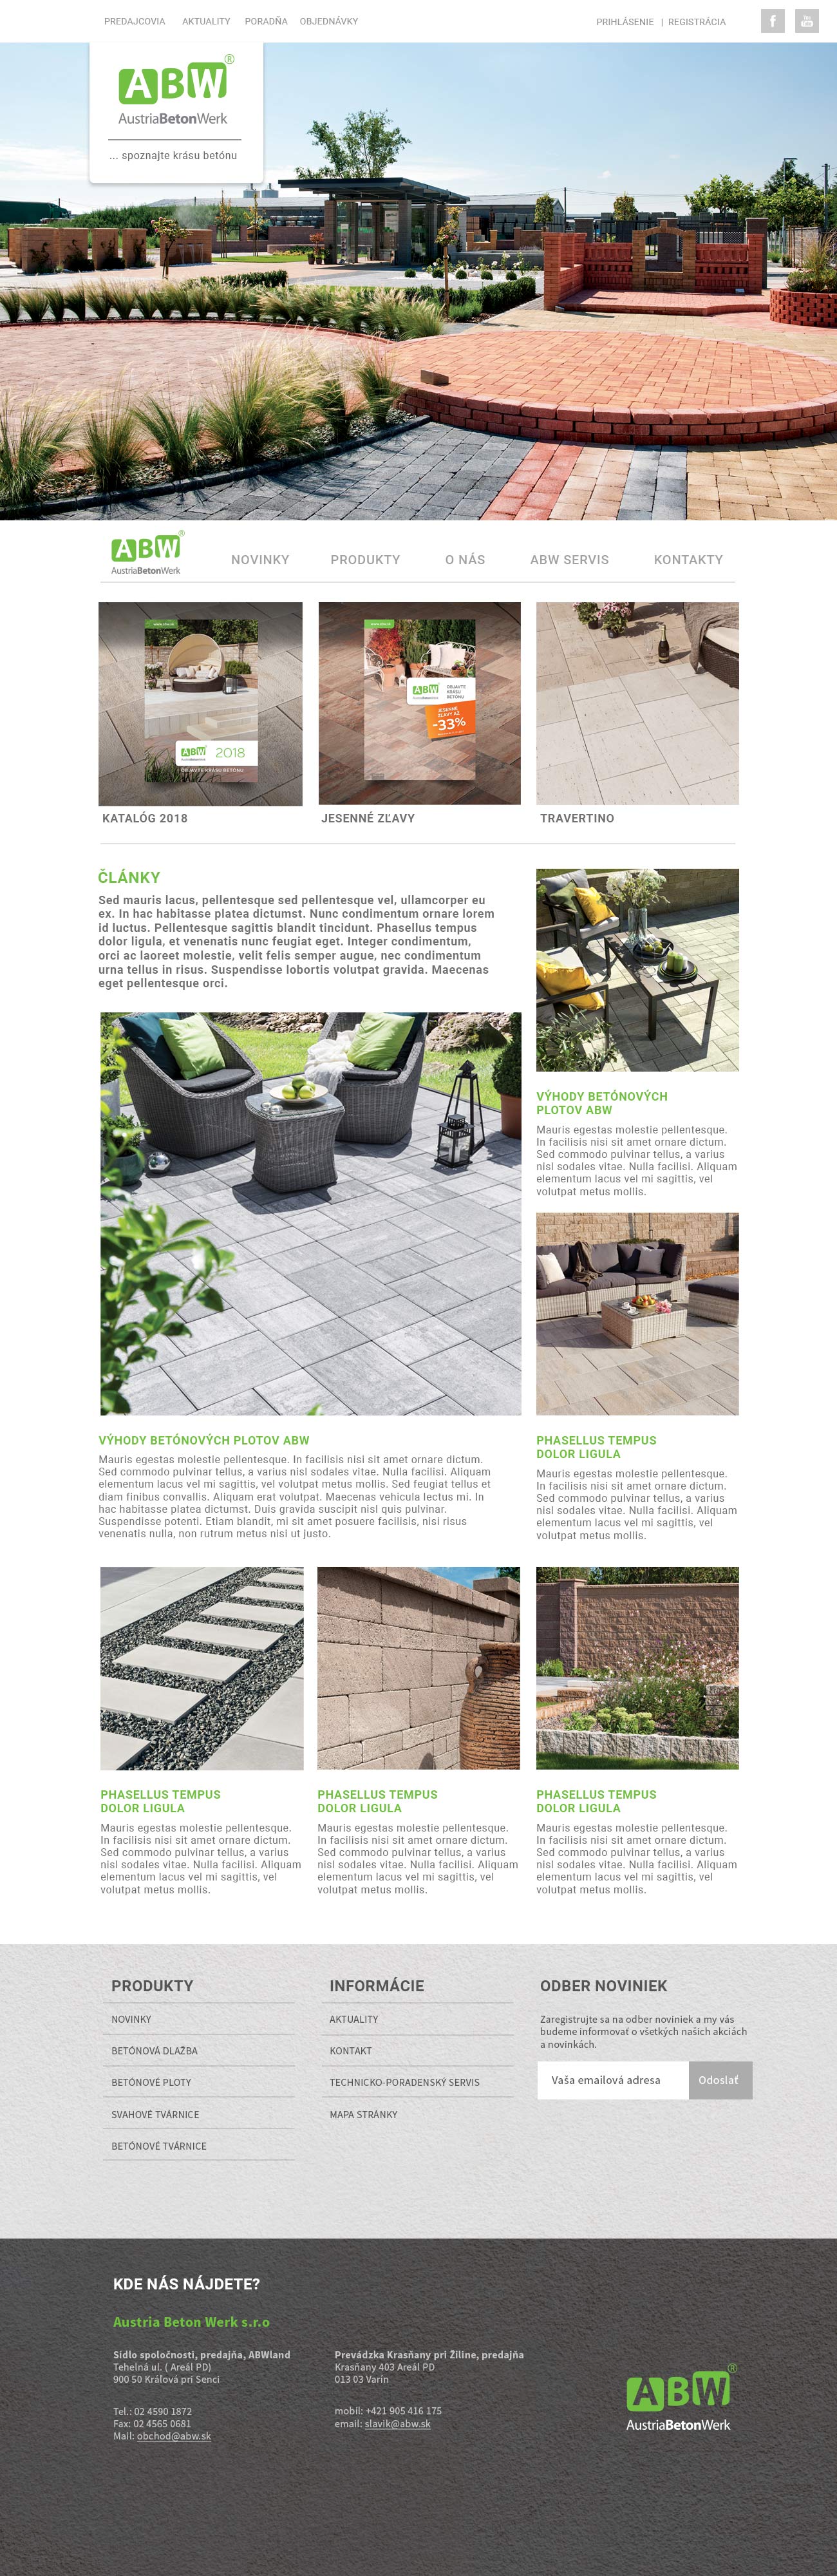 PREDAJCOVIA AKTUALITY PORADŇA OBJEDNÁVKY PRIHLÁSENIE | REGISTRÁCIA
f
You Tube
ABW®
AustriaBetonWerk
... spoznajte krásu betónu
ABW®
AustriaBetonWerk
NOVINKY PRODUKTY O NÁS ABW SERVIS KONTAKTY
ABW 2018
OBJAVTE KRÁSU BETÓNU
ABW
AustriaBetonWerk
OBJAVTE
KRÁSU
BETÓNU
JESENNÉ
ZĽAVY AŽ
-33%
KATALÓG 2018
JESENNÉ ZĽAVY
TRAVERTINO
ČLÁNKY
Sed mauris lacus, pellentesque sed pellentesque vel, ullamcorper eu
ex. In hac habitasse platea dictumst. Nunc condimentum ornare lorem
id luctus. Pellentesque sagittis blandit tincidunt. Phasellus tempus
dolor ligula, et venenatis nunc feugiat eget. Integer condimentum,
orci ac laoreet molestie, velit felis semper augue, nec condimentum
urna tellus in risus. Suspendisse lobortis volutpat gravida. Maecenas
eget pellentesque orci.
VÝHODY BETÓNOVÝCH
PLOTOV ABW
Mauris egestas molestie pellentesque.
In facilisis nisi sit amet ornare dictum.
Sed commodo pulvinar tellus, a varius
nisl sodales vitae. Nulla facilisi. Aliquam
elementum lacus vel mi sagittis, vel
volutpat metus mollis.
VÝHODY BETÓNOVÝCH PLOTOV ABW
Mauris egestas molestie pellentesque. In facilisis nisi sit amet ornare dictum.
Sed commodo pulvinar tellus, a varius nisl sodales vitae. Nulla facilisi. Aliquam
elementum lacus vel mi sagittis, vel volutpat metus mollis. Sed feugiat tellus et
diam finibus convallis. Aliquam erat volutpat. Maecenas vehicula lectus mi. In
hac habitasse platea dictumst. Duis gravida suscipit nisl quis pulvinar.
Suspendisse potenti. Etiam blandit, mi sit amet posuere facilisis, nisi risus
venenatis nulla, non rutrum metus nisi ut justo.
PHASELLUS TEMPUS
DOLOR LIGULA
Mauris egestas molestie pellentesque.
In facilisis nisi sit amet ornare dictum.
Sed commodo pulvinar tellus, a varius
nisl sodales vitae. Nulla facilisi. Aliquam
elementum lacus vel mi sagittis, vel
volutpat metus mollis.
PHASELLUS TEMPUS
DOLOR LIGULA
Mauris egestas molestie pellentesque.
In facilisis nisi sit amet ornare dictum.
Sed commodo pulvinar tellus, a varius
nisl sodales vitae. Nulla facilisi. Aliquam
elementum lacus vel mi sagittis, vel
volutpat metus mollis.
PHASELLUS TEMPUS
DOLOR LIGULA
Mauris egestas molestie pellentesque.
In facilisis nisi sit amet ornare dictum.
Sed commodo pulvinar tellus, a varius
nisl sodales vitae. Nulla facilisi. Aliquam
elementum lacus vel mi sagittis, vel
volutpat metus mollis.
PHASELLUS TEMPUS
DOLOR LIGULA
Mauris egestas molestie pellentesque.
In facilisis nisi sit amet ornare dictum.
Sed commodo pulvinar tellus, a varius
nisl sodales vitae. Nulla facilisi. Aliquam
elementum lacus vel mi sagittis, vel
volutpat metus mollis.
PRODUKTY
NOVINKY
BETÓNOVÁ DLAŽBA
BETÓNOVÉ PLOTY
SVAHOVÉ TVÁRNICE
BETÓNOVÉ TVÁRNICE
INFORMÁCIE
AKTUALITY
KONTAKT
TECHNICKO-PORADENSKÝ SERVIS
MAPA STRÁNKY
ODBER NOVINIEK
Zaregistrujte sa na odber noviniek a my vás
budeme informovať o všetkých našich akciách
a novinkách.
Vaša emailová adresa Odoslať
KDE NÁS NÁJDETE?
Austria Beton Werk s.r.o
Sídlo spoločnosti, predajňa, ABWland
Tehelná ul. ( Areál PD)
900 50 Kráľová pri Senci
Tel.: 02 4590 1872
Fax: 02 4565 0681
Mail: obchod@abw.sk
Prevádzka Krasňany pri Žiline, predajňa
Krasňany 403 Areál PD
013 03 Varín
mobil: +421 905 416 175
email: slavik@abw.sk
ABW®
AustriaBetonWerk